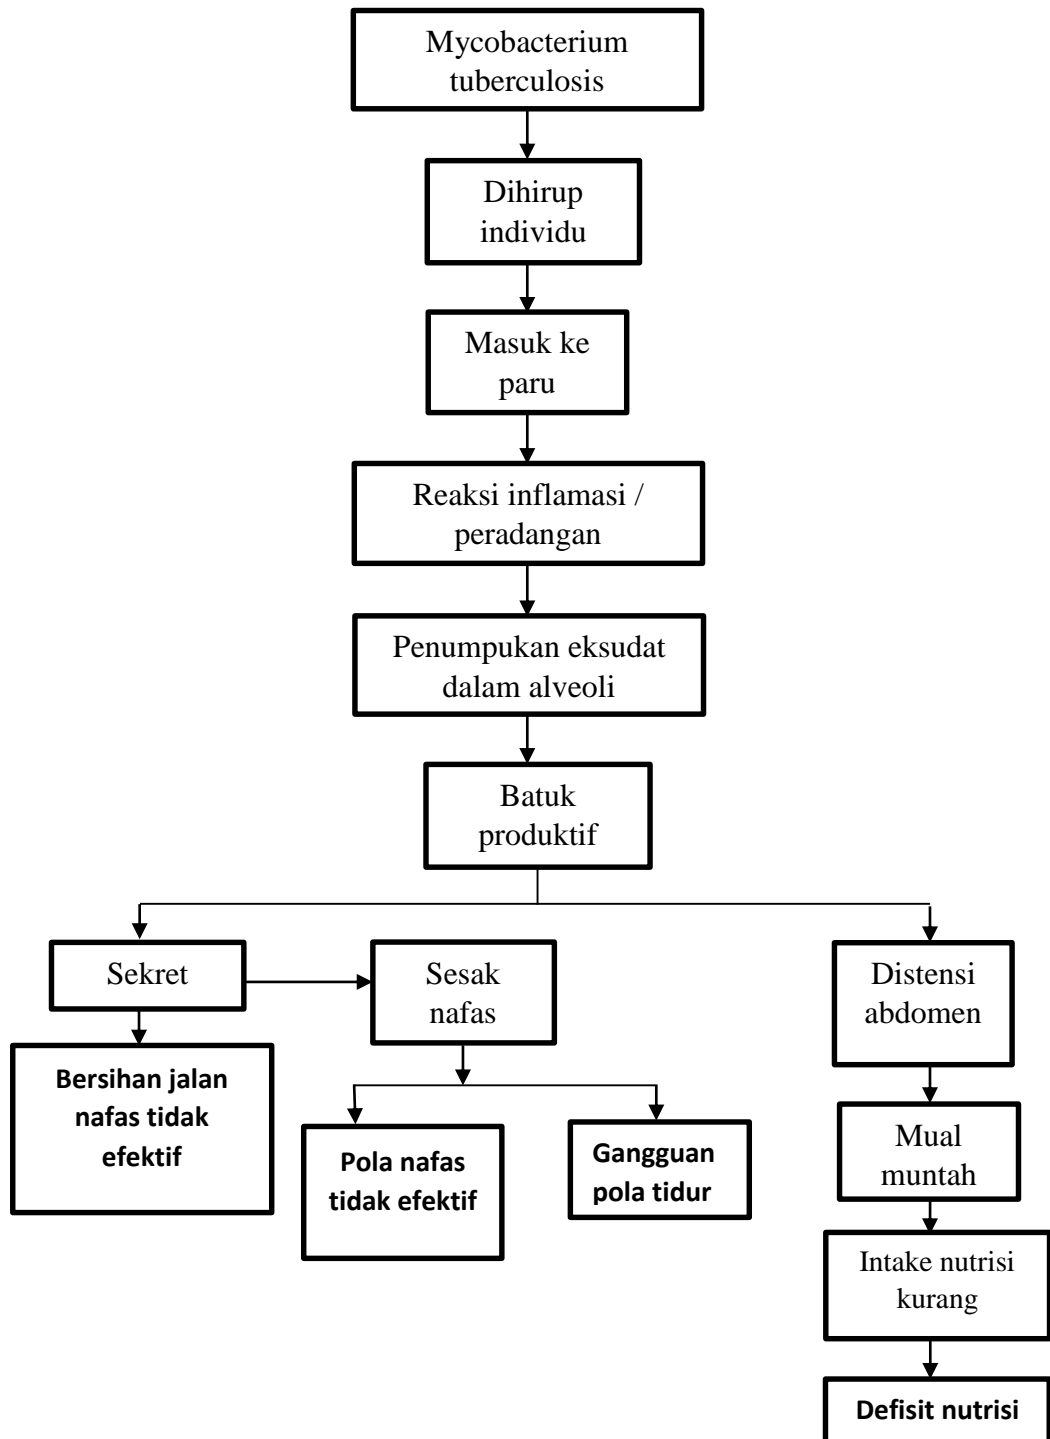 Mycobacterium
tuberculosis
Dihirup
individu
Masuk ke
paru
Reaksi inflamasi /
peradangan
Penumpukan eksudat
dalam alveoli
Batuk
produktif
Sekret
Sesak
nafas
Distensi
abdomen
Bersihan jalan
nafas tidak
efektif
Pola nafas
tidak efektif
Gangguan
pola tidur
Mual
muntah
Intake nutrisi
kurang
Defisit nutrisi